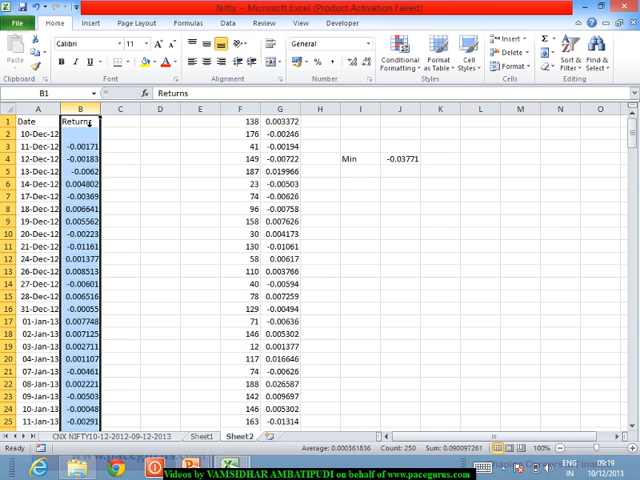 Nifty - Microsoft Excel (Product Activation Failed)
File Home Insert Page Layout Formulas Data Review View Developer
Calibri 11 General Conditional Formatting Format as Table Cell Styles Insert Delete Format Sort & Filter Find & Select
Paste
Clipboard Font Alignment Number Styles Cells Editing
B1 fx Returns
A B C D E F G H I J K L M N O
1 Date Returns 138 0.003372
2 10-Dec-12 176 -0.00246
3 11-Dec-12 -0.00171 41 -0.00194
4 12-Dec-12 -0.00183 149 -0.00722 Min -0.03771
5 13-Dec-12 -0.0062 187 0.019966
6 14-Dec-12 0.004802 23 -0.00503
7 17-Dec-12 -0.00369 74 -0.00626
8 18-Dec-12 0.006641 96 -0.00758
9 19-Dec-12 0.005562 158 0.007626
10 20-Dec-12 -0.00223 30 0.004173
11 21-Dec-12 -0.01161 130 -0.01061
12 24-Dec-12 0.001377 58 0.00617
13 26-Dec-12 0.008513 110 0.003766
14 27-Dec-12 -0.00601 40 -0.00594
15 28-Dec-12 0.006516 78 0.007259
16 31-Dec-12 -0.00055 129 -0.00494
17 01-Jan-13 0.007748 71 -0.00636
18 02-Jan-13 0.007125 146 0.005302
19 03-Jan-13 0.002711 12 0.001377
20 04-Jan-13 0.001107 117 0.016646
21 07-Jan-13 -0.00461 74 -0.00626
22 08-Jan-13 0.002221 188 0.026587
23 09-Jan-13 -0.00503 142 0.009697
24 10-Jan-13 -0.00048 146 0.005302
25 11-Jan-13 -0.00291 163 -0.01314
CNX NIFTY10-12-2012-09-12-2013 Sheet1 Sheet2
Ready Average: 0.000361836 Count: 250 Sum: 0.090097261 100%
ENG 09:19
IN 10/12/2013
Videos by VAMSIDHAR AMBATIPUDI on behalf of www.pacegurus.com